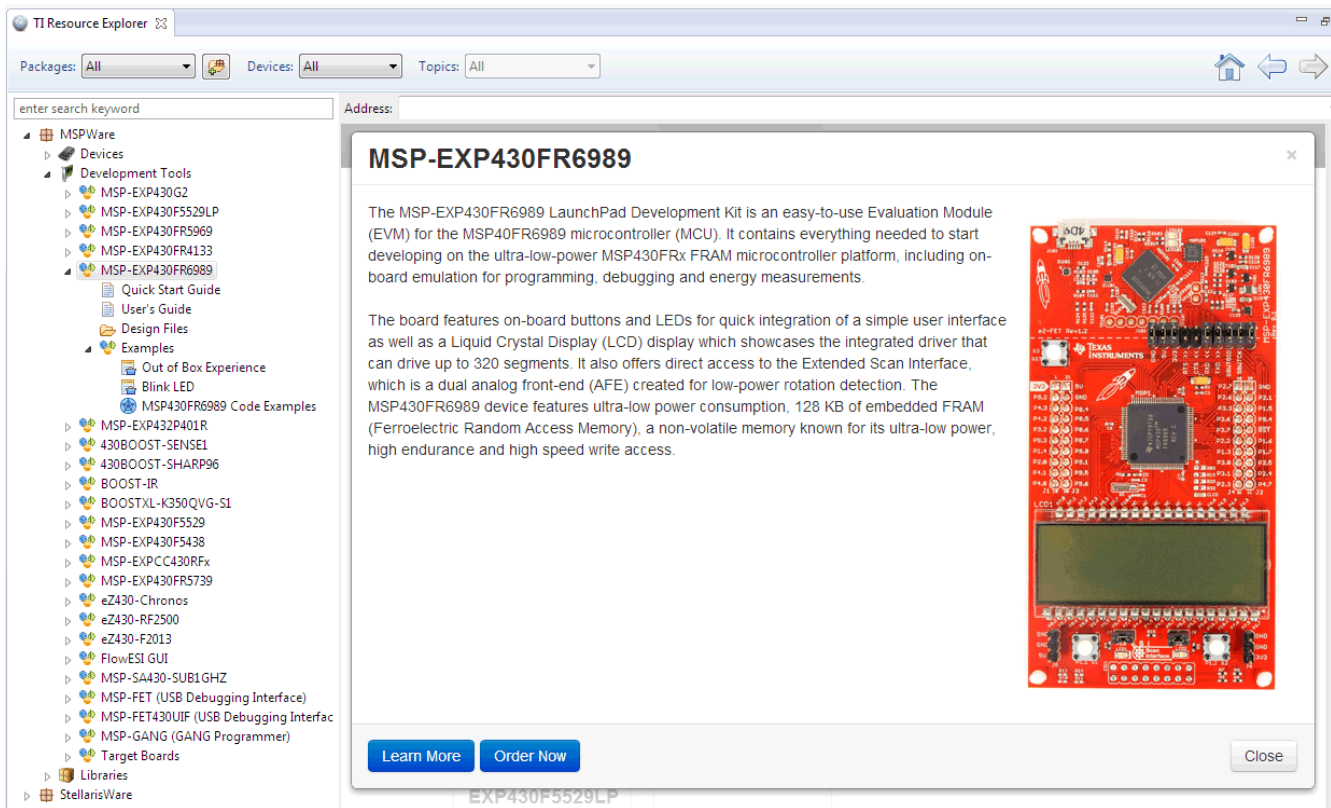 TI Resource Explorer
Packages: All Devices: All Topics: All
enter search keyword
Address:
MSPWare
Devices
Development Tools
MSP-EXP430G2
MSP-EXP430F5529LP
MSP-EXP430FR5969
MSP-EXP430FR4133
MSP-EXP430FR6989
Quick Start Guide
User's Guide
Design Files
Examples
Out of Box Experience
Blink LED
MSP430FR6989 Code Examples
MSP-EXP432P401R
430BOOST-SENSE1
430BOOST-SHARP96
BOOST-IR
BOOSTXL-K350QVG-S1
MSP-EXP430F5529
MSP-EXP430F5438
MSP-EXPCC430RFx
MSP-EXP430FR5739
eZ430-Chronos
eZ430-RF2500
eZ430-F2013
FlowESI GUI
MSP-SA430-SUB1GHZ
MSP-FET (USB Debugging Interface)
MSP-FET430UIF (USB Debugging Interfac
MSP-GANG (GANG Programmer)
Target Boards
Libraries
StellarisWare
MSP-EXP430FR6989
The MSP-EXP430FR6989 LaunchPad Development Kit is an easy-to-use Evaluation Module
(EVM) for the MSP40FR6989 microcontroller (MCU). It contains everything needed to start
developing on the ultra-low-power MSP430FRx FRAM microcontroller platform, including on-
board emulation for programming, debugging and energy measurements.
The board features on-board buttons and LEDs for quick integration of a simple user interface
as well as a Liquid Crystal Display (LCD) display which showcases the integrated driver that
can drive up to 320 segments. It also offers direct access to the Extended Scan Interface,
which is a dual analog front-end (AFE) created for low-power rotation detection. The
MSP430FR6989 device features ultra-low power consumption, 128 KB of embedded FRAM
(Ferroelectric Random Access Memory), a non-volatile memory known for its ultra-low power,
high endurance and high speed write access.
MSP-EXP430FR6989
eZ-FET Rev1.2
TEXAS
INSTRUMENTS
MSP1
LCD1
Scan
Interface
Learn More
Order Now
Close
EXP430F5529LP